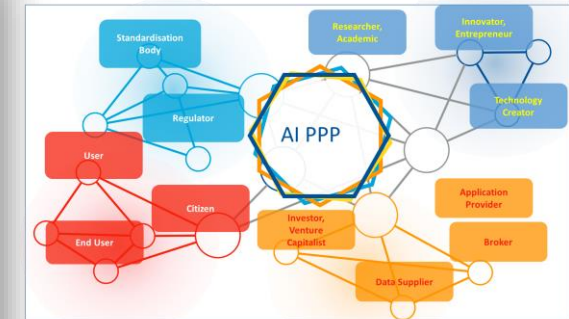 Standardisation
Body
Researcher,
Academic
Innovator,
Entrepreneur
Regulator
AI PPP
Technology
Creator
User
Citizen
End User
Investor,
Venture
Capitalist
Application
Provider
Broker
Data Supplier